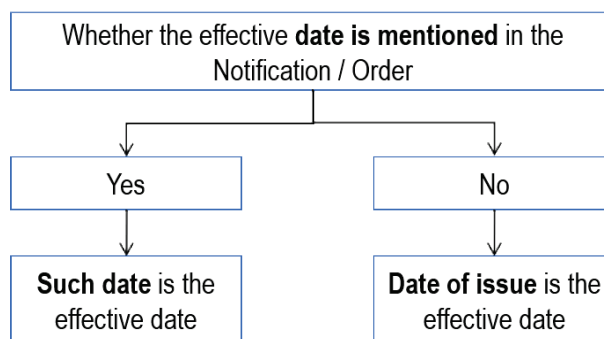 Whether the effective date is mentioned in the
Notification / Order
Yes
No
Such date is the
effective date
Date of issue is the
effective date